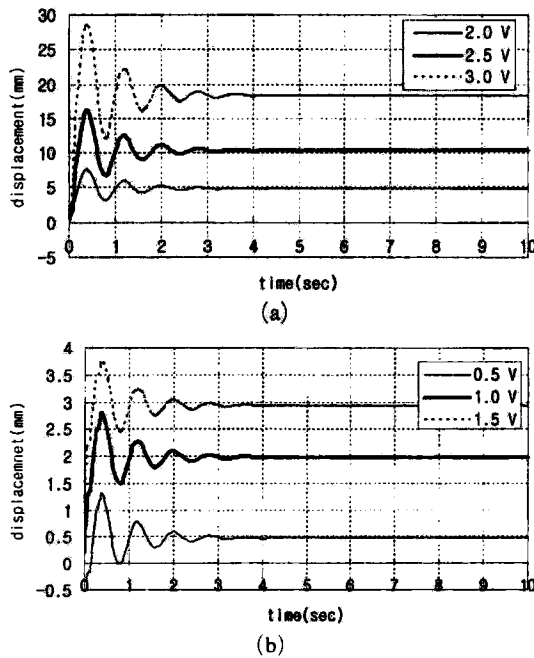 30
25
20
15
10
5
0
-5
displacement(mm)
2.0 V
2.5 V
3.0 V
0 1 2 3 4 5 6 7 8 9 10
time(sec)
(a)
4
3.5
3
2.5
2
1.5
1
0.5
0
-0.5
displacemnet(mm)
0.5 V
1.0 V
1.5 V
0 1 2 3 4 5 6 7 8 9 10
time(sec)
(b)